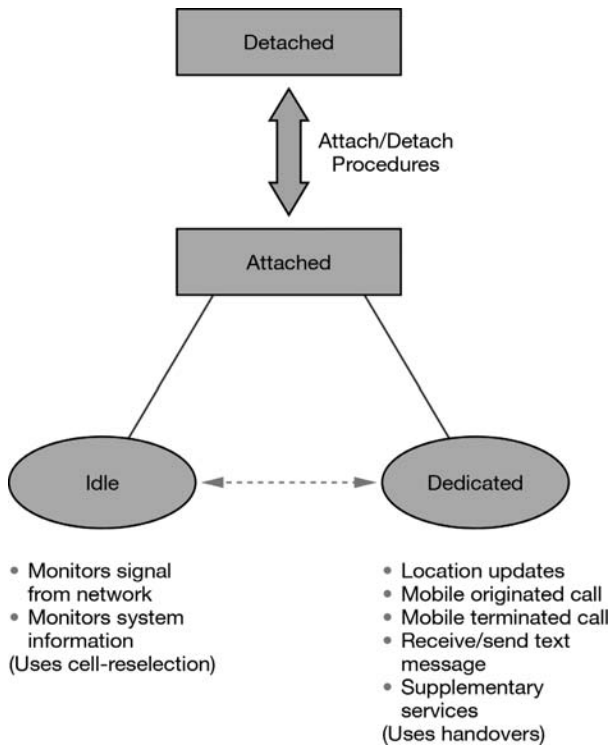 Detached
Attach/Detach
Procedures
Attached
Idle
Dedicated
• Monitors signal
from network
• Monitors system
information
(Uses cell-reselection)
• Location updates
• Mobile originated call
• Mobile terminated call
• Receive/send text
message
• Supplementary
services
(Uses handovers)